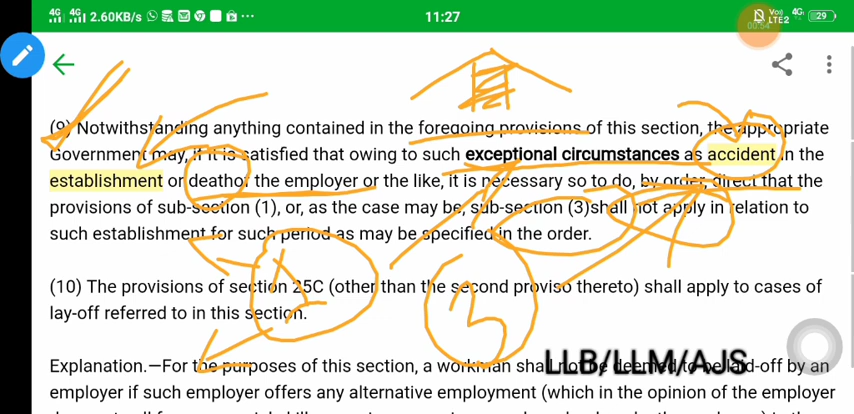 4G 4G 2.60KB/s ... 11:27 Vo)) LTE2 4G 29
00:54
(9) Notwithstanding anything contained in the foregoing provisions of this section, the appropriate
Government may, if it is satisfied that owing to such exceptional circumstances as accident in the
establishment or death of the employer or the like, it is necessary so to do, by order, direct that the
provisions of sub-section (1), or, as the case may be, sub-section (3)shall not apply in relation to
such establishment for such period as may be specified in the order.
1
2
3
(10) The provisions of section 25C (other than the second proviso thereto) shall apply to cases of
lay-off referred to in this section.
LLB/LLM/AJS
Explanation.—For the purposes of this section, a workman shall not be deemed to be laid-off by an
employer if such employer offers any alternative employment (which in the opinion of the employer